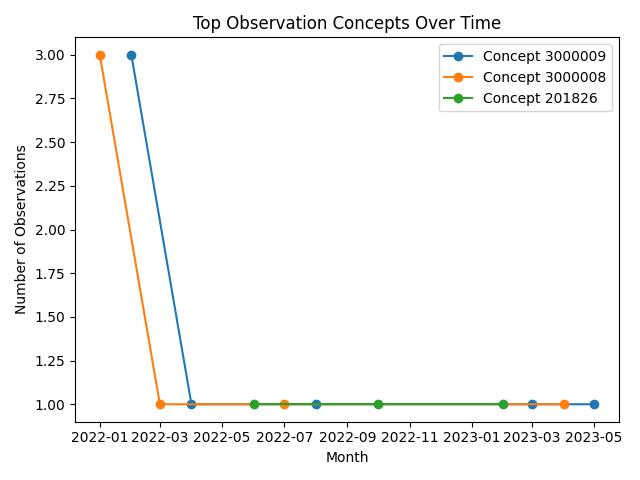 Top Observation Concepts Over Time
Concept 3000009
Concept 3000008
Concept 201826
Number of Observations
3.00
2.75
2.50
2.25
2.00
1.75
1.50
1.25
1.00
2022-01 2022-03 2022-05 2022-07 2022-09 2022-11 2023-01 2023-03 2023-05
Month